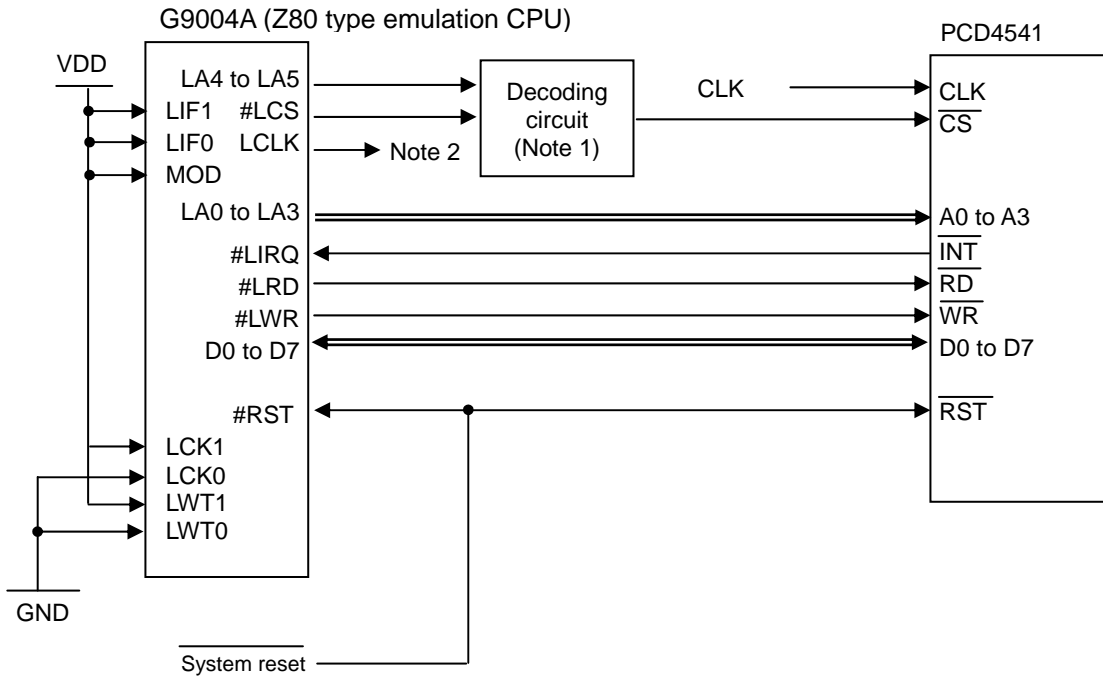 G9004A (Z80 type emulation CPU)
PCD4541
VDD
LA4 to LA5
LIF1
#LCS
LIF0
LCLK
Note 2
MOD
Decoding
circuit
(Note 1)
CLK
CLK
CS
LA0 to LA3
A0 to A3
#LIRQ
INT
#LRD
RD
#LWR
WR
D0 to D7
D0 to D7
#RST
RST
LCK1
LCK0
LWT1
LWT0
GND
System reset